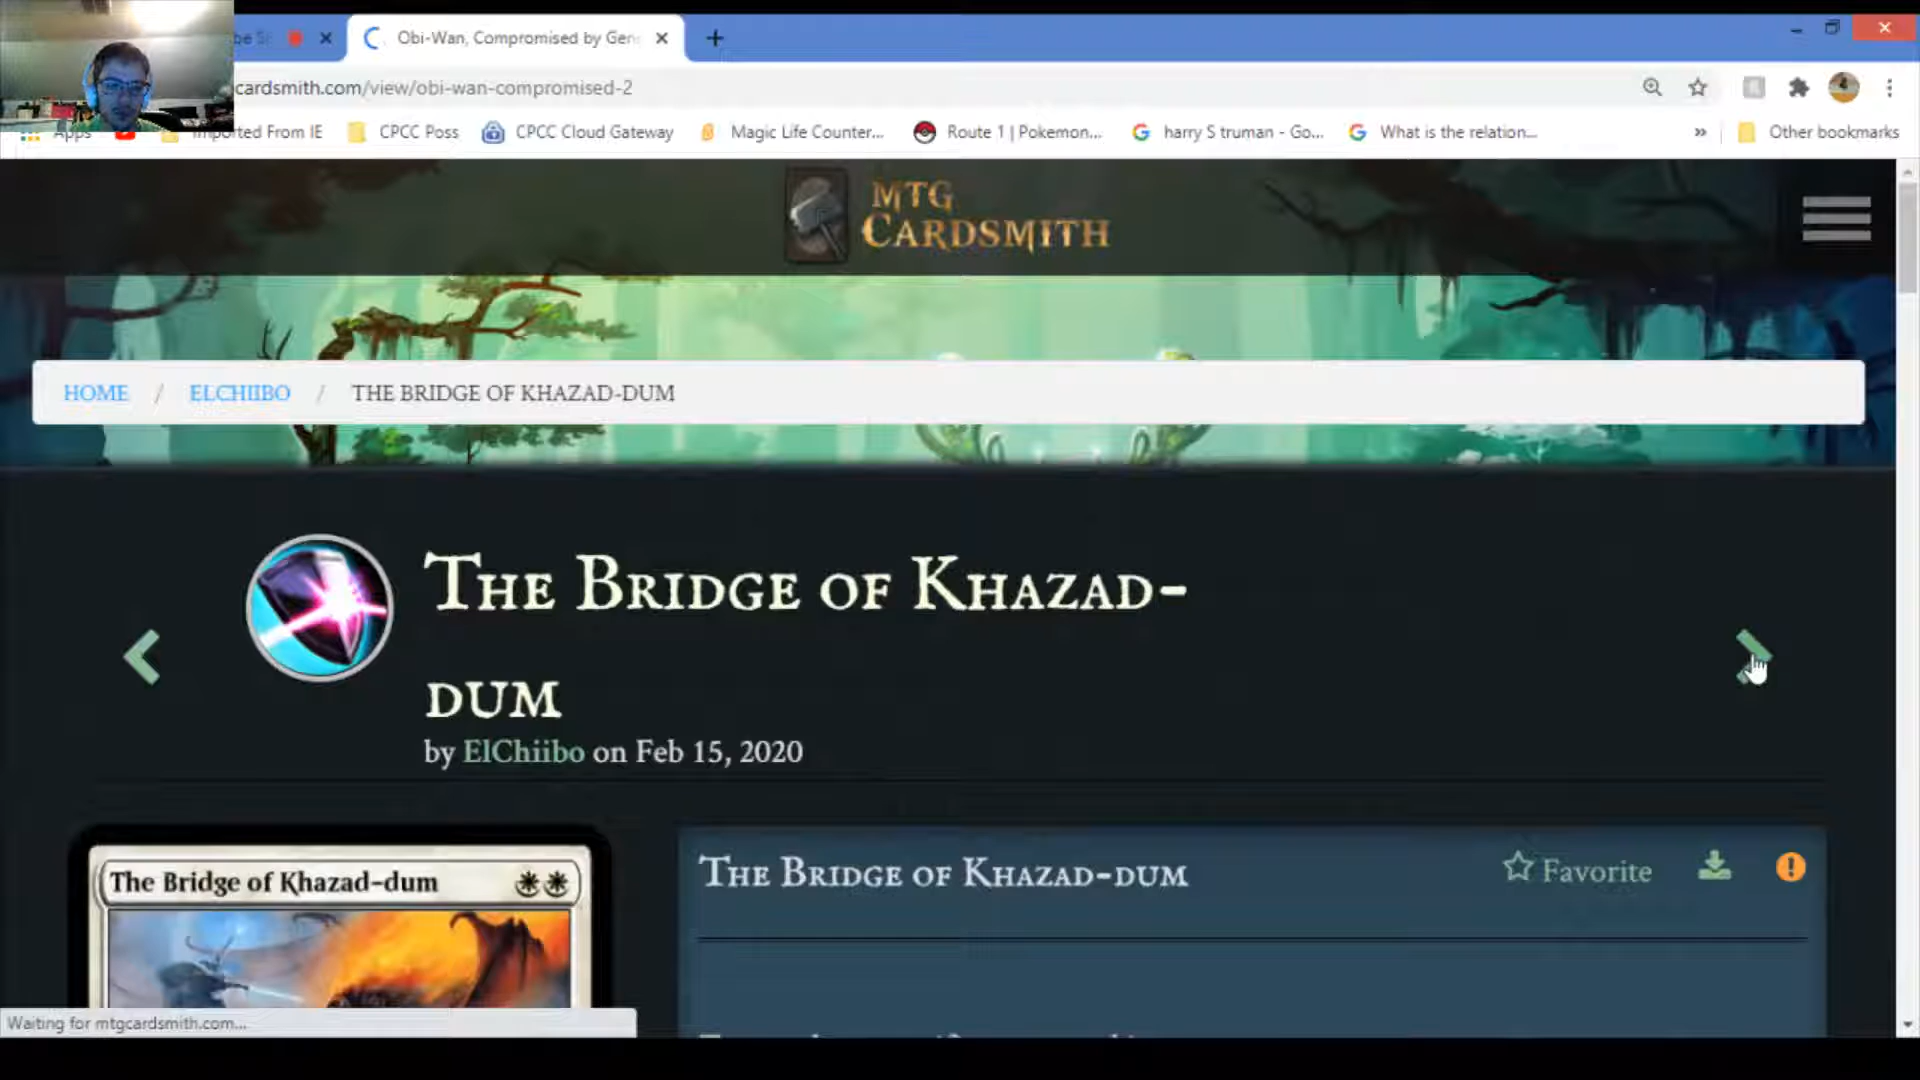 Obi-Wan, Compromised by Gen
cardsmith.com/view/obi-wan-compromised-2
Apps
Imported From IE
CPCC Poss
CPCC Cloud Gateway
Magic Life Counter...
Route 1 | Pokemon...
harry S truman - Go...
What is the relation...
»
Other bookmarks
MTG
CARDSMITH
HOME / ELCHIIBO / THE BRIDGE OF KHAZAD-DUM
THE BRIDGE OF KHAZAD-
DUM
by ElChiibo on Feb 15, 2020
The Bridge of Khazad-dum
THE BRIDGE OF KHAZAD-DUM
Favorite
Waiting for mtgcardsmith.com...